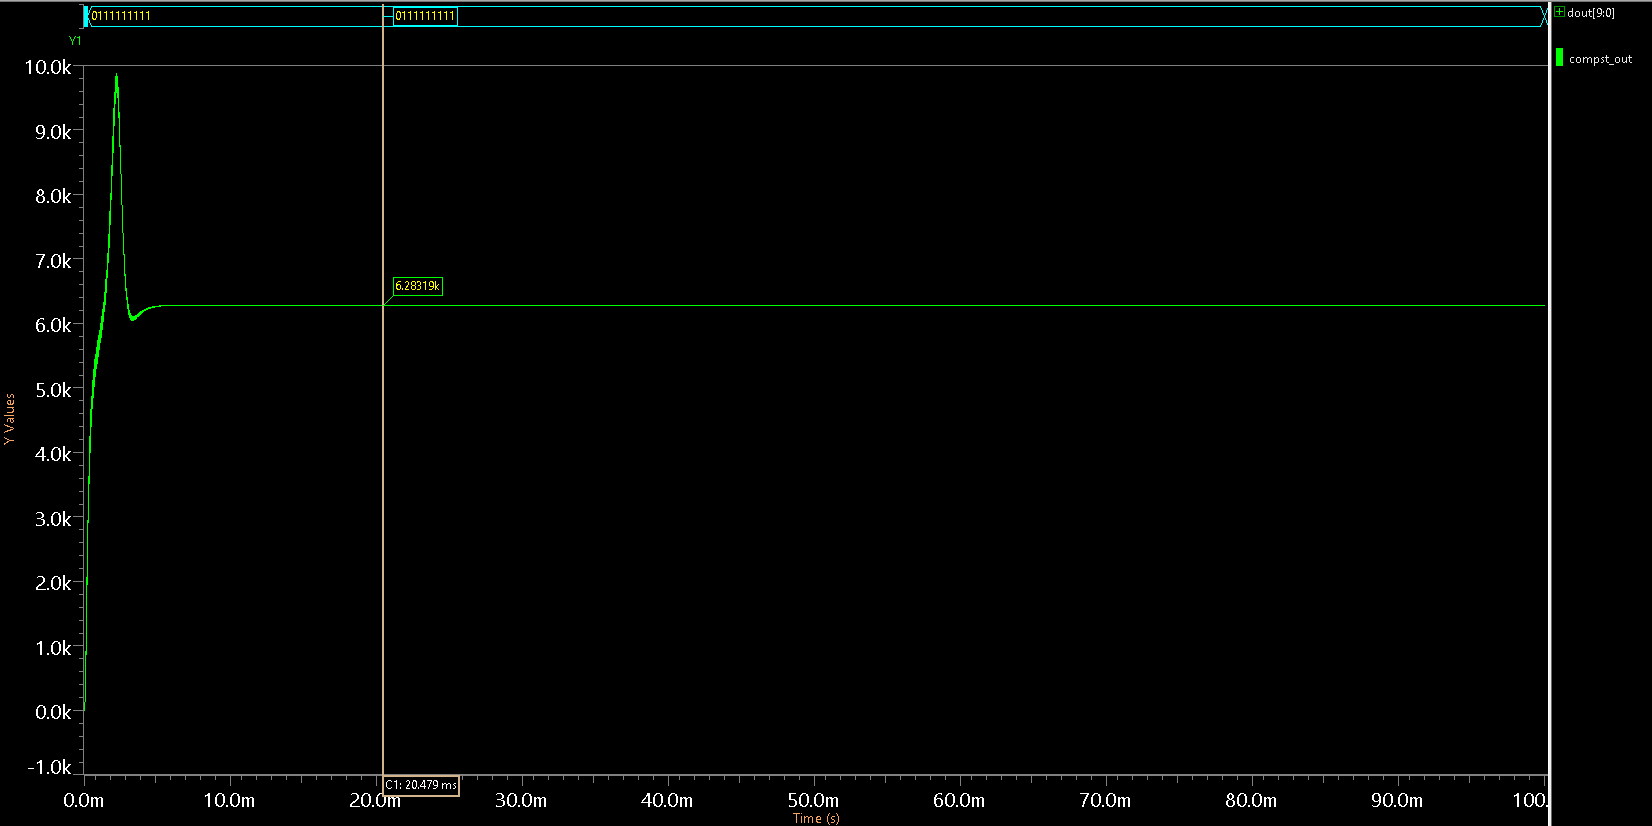 0111111111
0111111111
dout[9:0]
Y1
compst_out
10.0k
9.0k
8.0k
7.0k
6.28319k
6.0k
5.0k
Y Values
4.0k
3.0k
2.0k
1.0k
0.0k
-1.0k
C1: 20.479 ms
0.0m 10.0m 20.0m 30.0m 40.0m 50.0m 60.0m 70.0m 80.0m 90.0m 100.
Time (s)